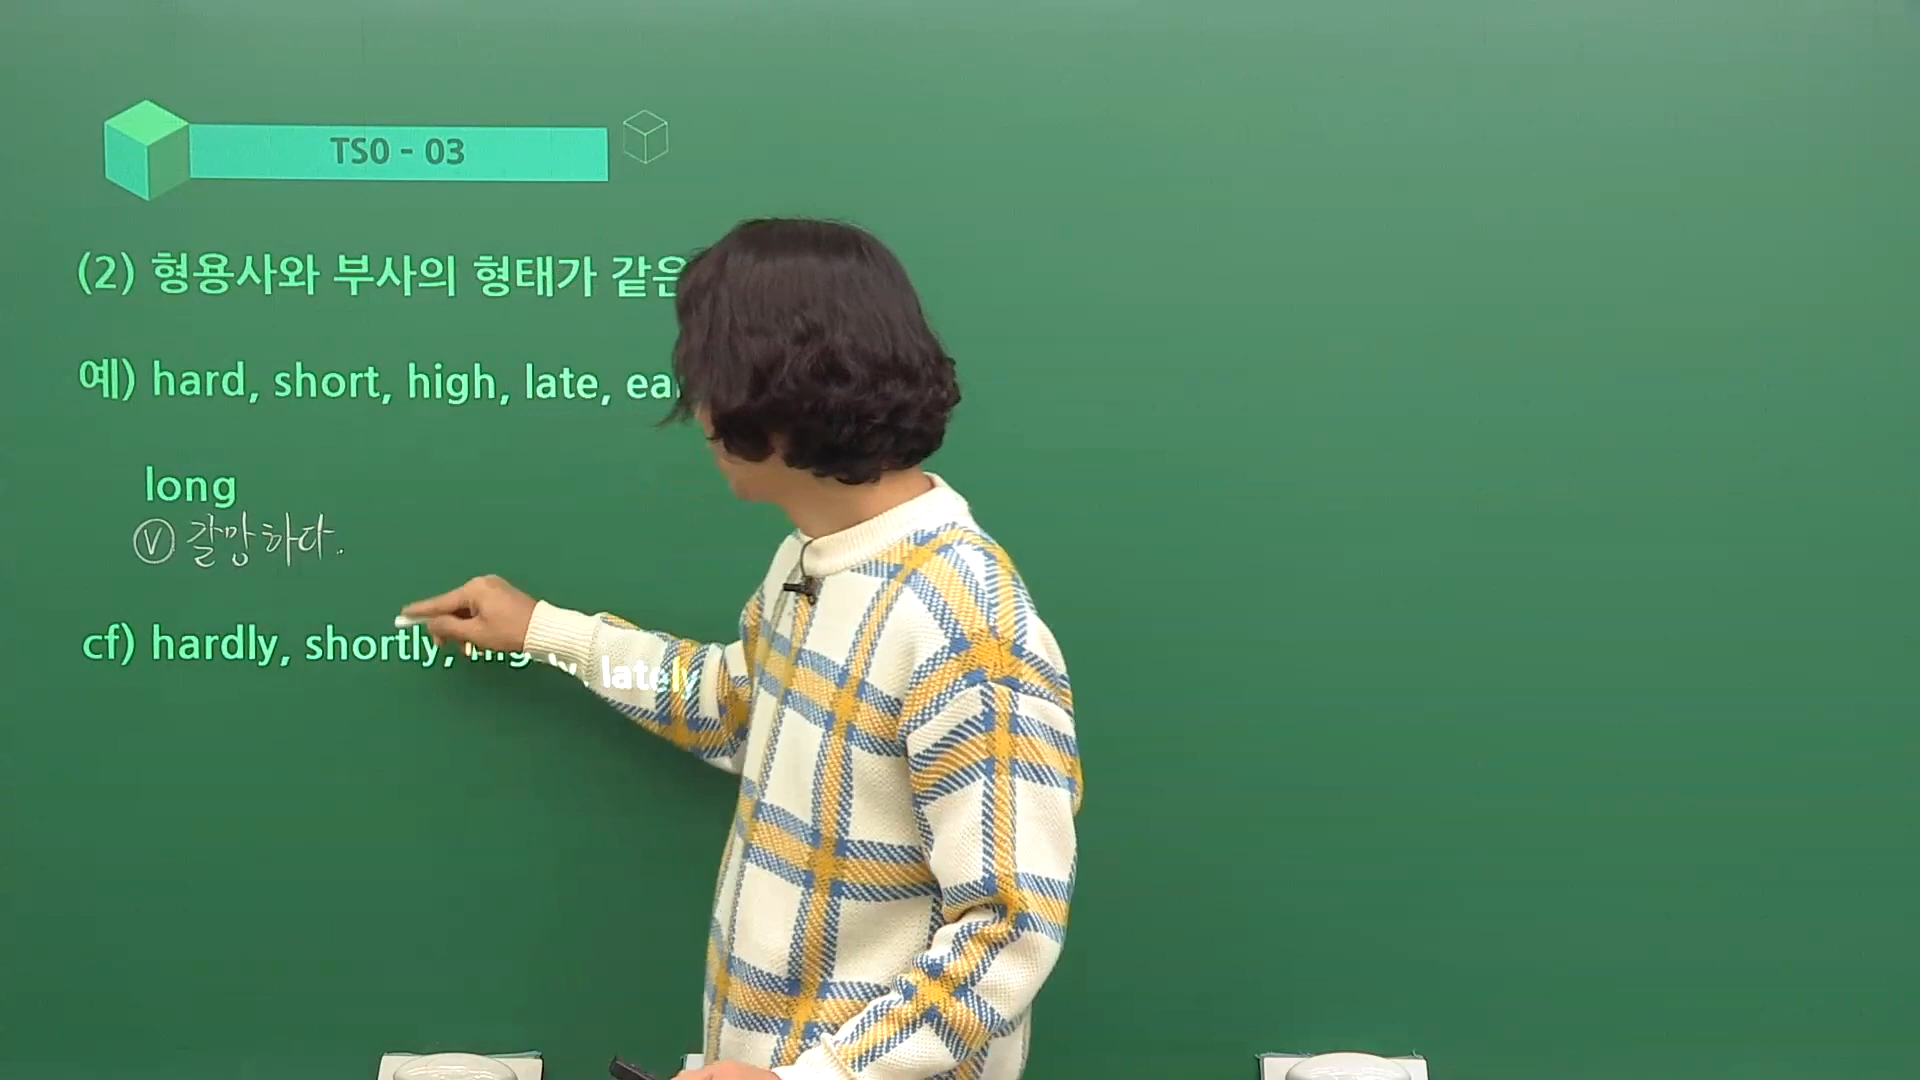 TS0 - 03
(2) 형용사와 부사의 형태가 같은
예) hard, short, high, late,
long
Ⓥ 갈망하다.
cf) hardly, shortly, lately